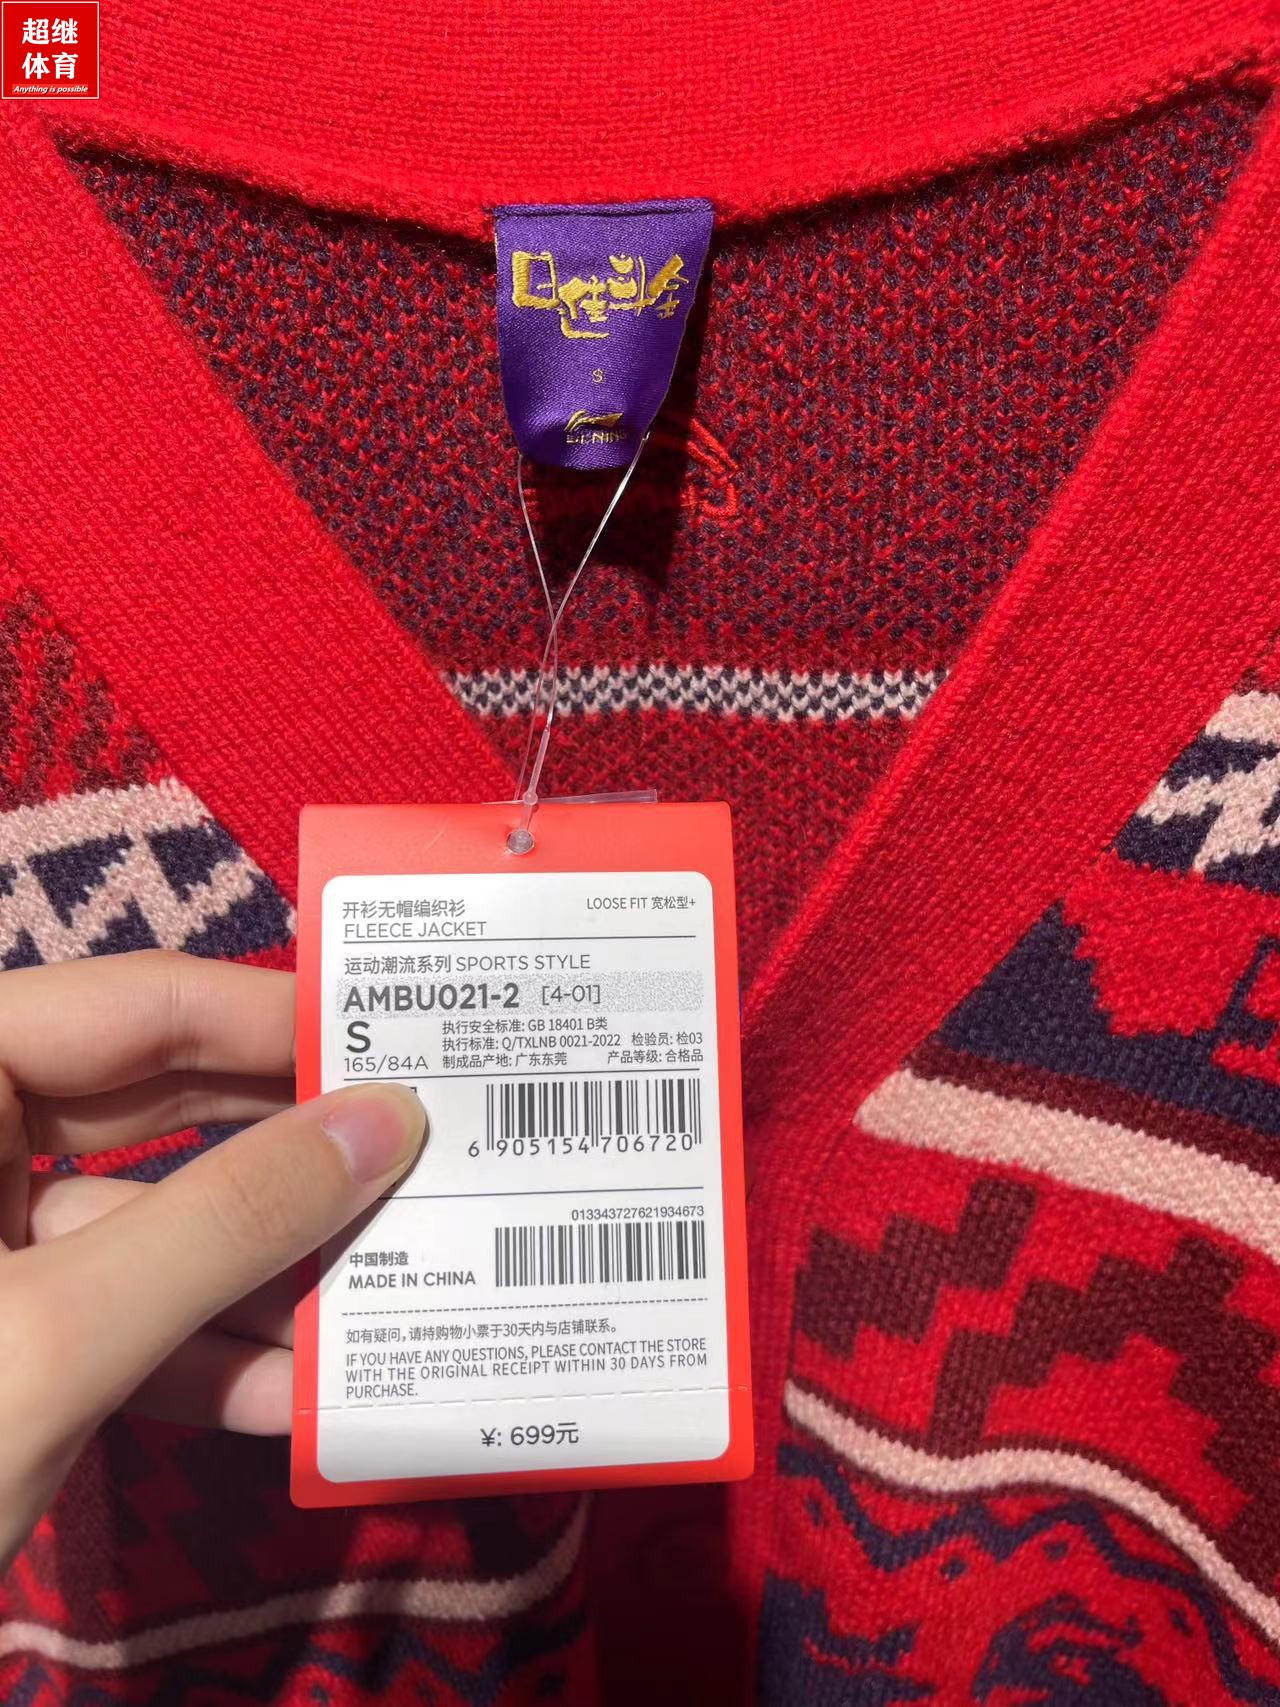 超继
体育
Anything is possible
S
LI-NING
开衫无帽编织衫
LOOSE FIT 宽松型+
FLEECE JACKET
运动潮流系列 SPORTS STYLE
AMBU021-2 [4-01]
S
165/84A
执行安全标准: GB 18401 B类
执行标准: Q/TXLNB 0021-2022 检验员: 检03
制成品产地: 广东东莞 产品等级: 合格品
6 905154 706720
013343727621934673
中国制造
MADE IN CHINA
如有疑问，请持购物小票于30天内与店铺联系。
IF YOU HAVE ANY QUESTIONS, PLEASE CONTACT THE STORE
WITH THE ORIGINAL RECEIPT WITHIN 30 DAYS FROM
PURCHASE.
¥: 699元